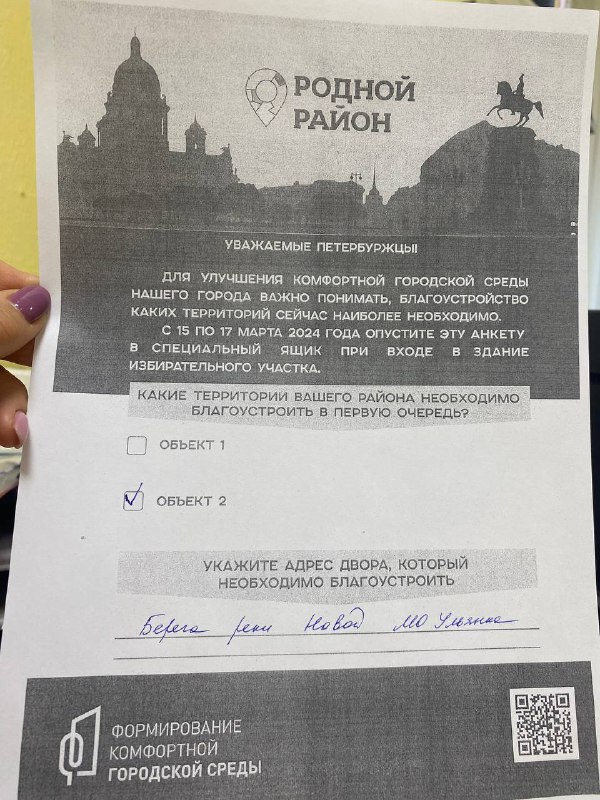 РОДНОЙ
РАЙОН
УВАЖАЕМЫЕ ПЕТЕРБУРЖЦЫ!
ДЛЯ УЛУЧШЕНИЯ КОМФОРТНОЙ ГОРОДСКОЙ СРЕДЫ
НАШЕГО ГОРОДА ВАЖНО ПОНИМАТЬ, БЛАГОУСТРОЙСТВО
КАКИХ ТЕРРИТОРИЙ СЕЙЧАС НАИБОЛЕЕ НЕОБХОДИМО.
С 15 ПО 17 МАРТА 2024 ГОДА ОПУСТИТЕ ЭТУ АНКЕТУ
В СПЕЦИАЛЬНЫЙ ЯЩИК ПРИ ВХОДЕ В ЗДАНИЕ
ИЗБИРАТЕЛЬНОГО УЧАСТКА.
КАКИЕ ТЕРРИТОРИИ ВАШЕГО РАЙОНА НЕОБХОДИМО
БЛАГОУСТРОИТЬ В ПЕРВУЮ ОЧЕРЕДЬ?
ОБЪЕКТ 1
ОБЪЕКТ 2
УКАЖИТЕ АДРЕС ДВОРА, КОТОРЫЙ
НЕОБХОДИМО БЛАГОУСТРОИТЬ
Берега реки Новой МО Ульянка
ФОРМИРОВАНИЕ
КОМФОРТНОЙ
ГОРОДСКОЙ СРЕДЫ